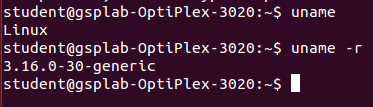 student@gsplab-OptiPlex-3020:~$ uname
Linux
student@gsplab-OptiPlex-3020:~$ uname -r
3.16.0-30-generic
student@gsplab-OptiPlex-3020:~$